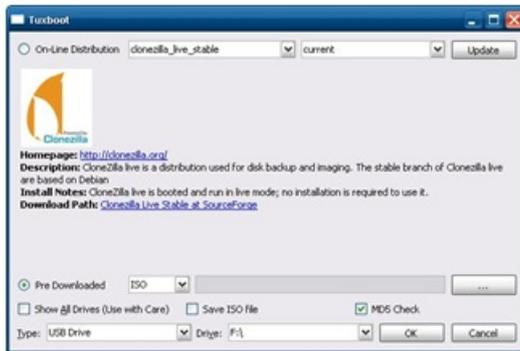 Tuxboot
On-Line Distribution clonezilla_live_stable current Update
Clonezilla
Homepage: http://clonezilla.org/
Description: CloneZilla live is a distribution used for disk backup and imaging. The stable branch of Clonezilla live
are based on Debian
Install Notes: CloneZilla live is booted and run in live mode; no installation is required to use it.
Download Path: Clonezilla Live Stable at SourceForge
Pre Downloaded ISO ...
Show All Drives (Use with Care) Save ISO file MD5 Check
Type: USB Drive Drive: F:\ OK Cancel